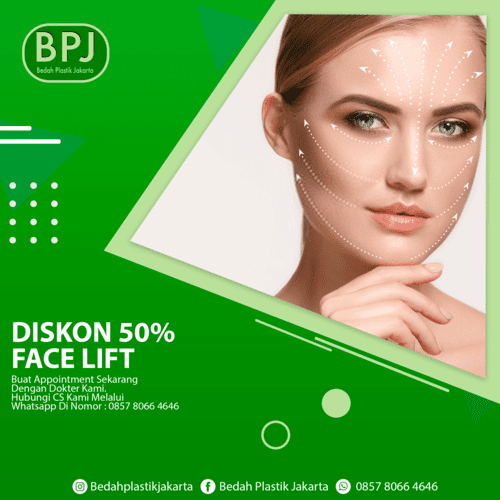 BPJ
Bedah Plastik Jakarta
DISKON 50%
FACE LIFT
Buat Appointment Sekarang
Dengan Dokter Kami.
Hubungi CS Kami Melalui
Whatsapp Di Nomor : 0857 8066 4646
Bedahplastikjakarta Bedah Plastik Jakarta 0857 8066 4646